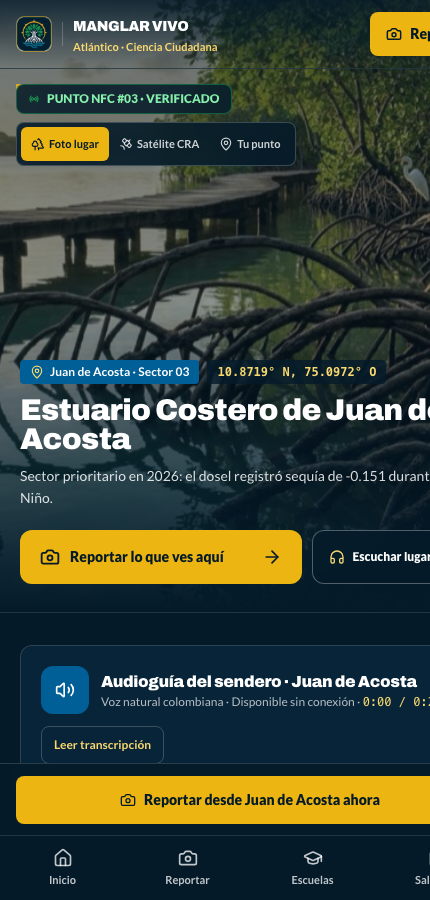 MANGLAR VIVO
Atlántico · Ciencia Ciudadana
Rep
PUNTO NFC #03 · VERIFICADO
Foto lugar
Satélite CRA
Tu punto
Juan de Acosta · Sector 03
10.8719° N, 75.0972° O
Estuario Costero de Juan de
Acosta
Sector prioritario en 2026: el dosel registró sequía de -0.151 durant
Niño.
Reportar lo que ves aquí
Escuchar lugar
Audioguía del sendero · Juan de Acosta
Voz natural colombiana · Disponible sin conexión · 0:00 / 0:
Leer transcripción
Reportar desde Juan de Acosta ahora
Inicio
Reportar
Escuelas
Sal